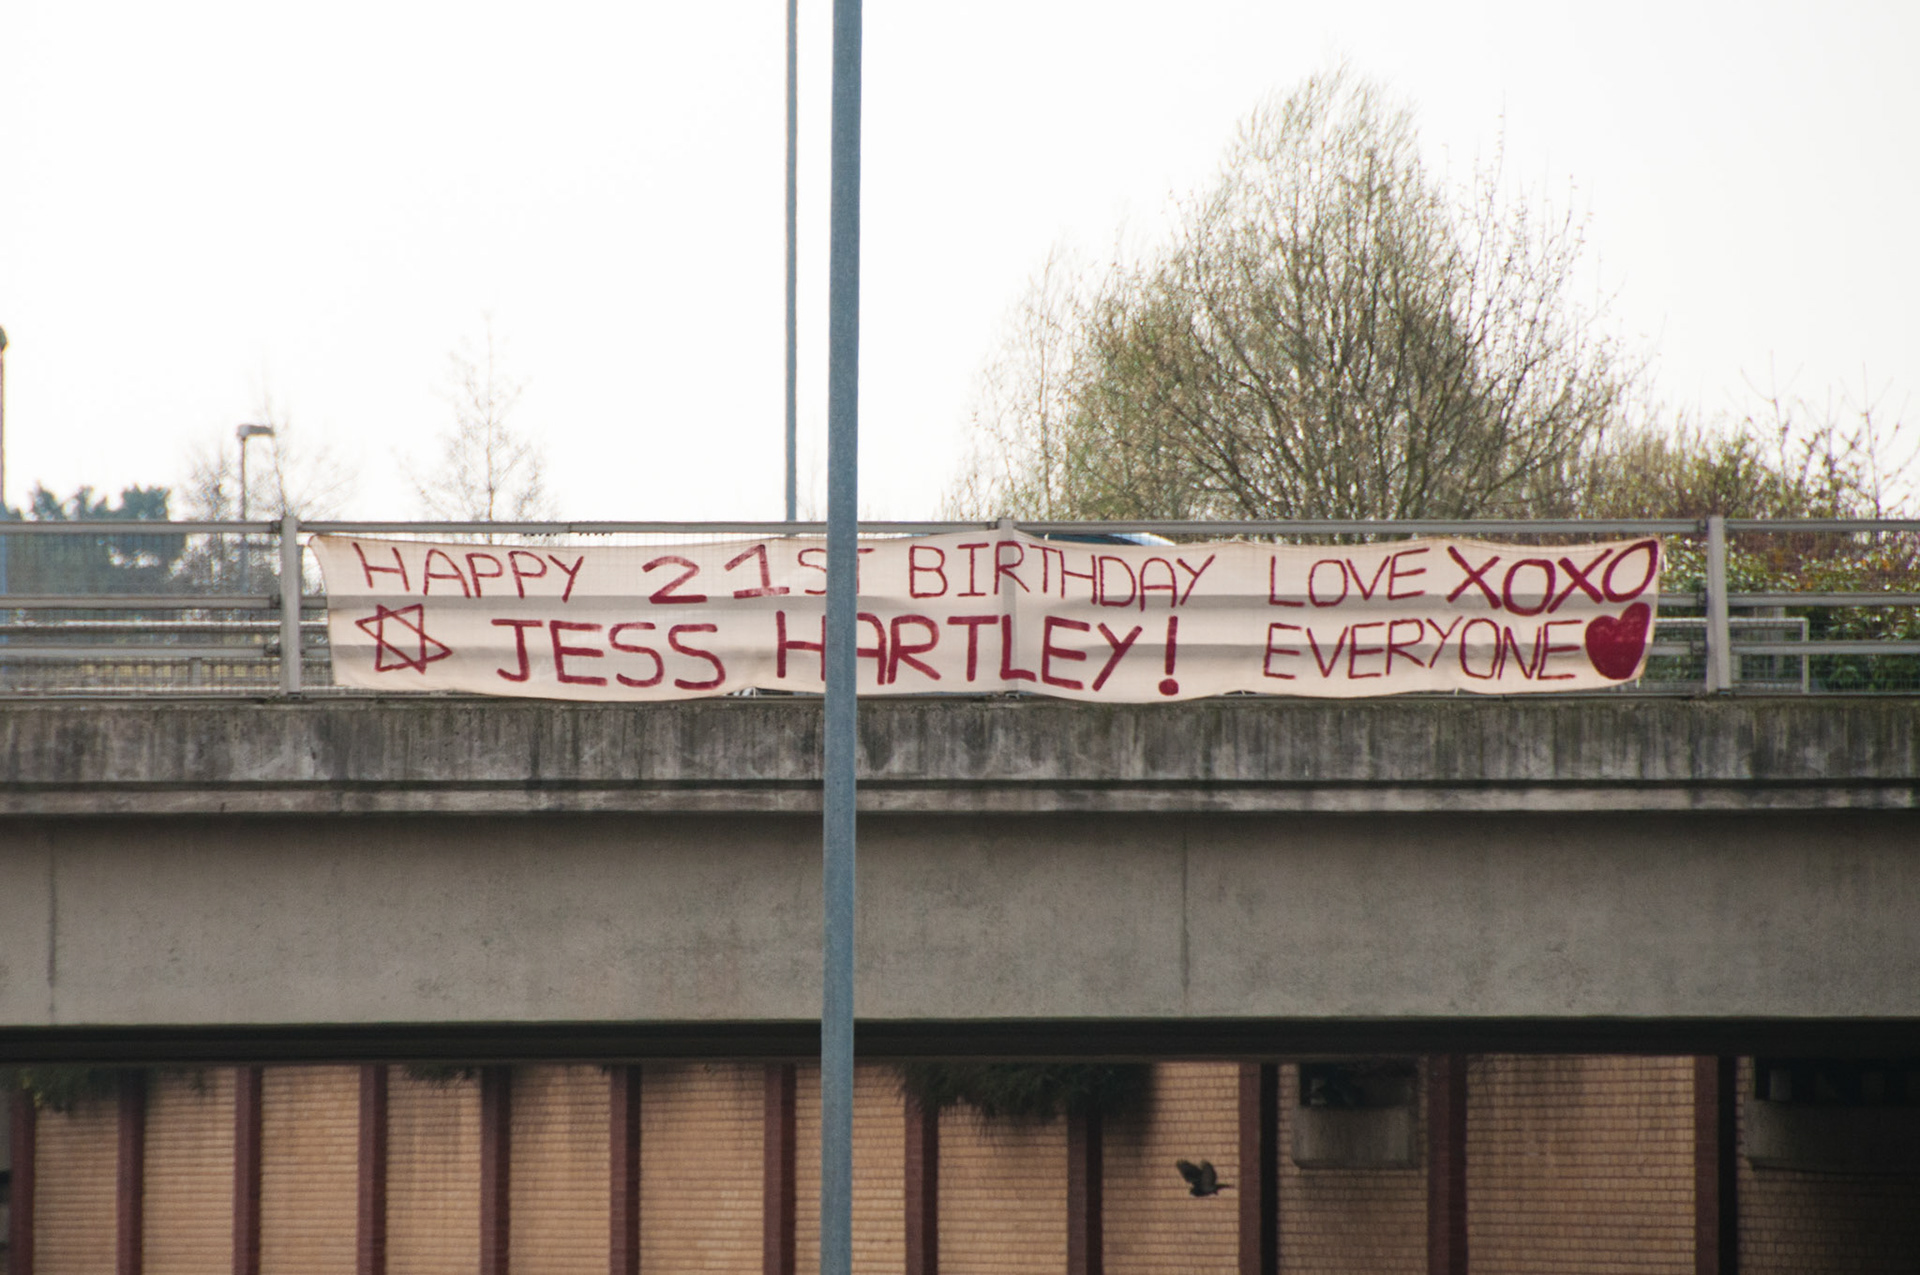 HAPPY 21ST BIRTHDAY LOVE XOXO
JESS HARTLEY! EVERYONE